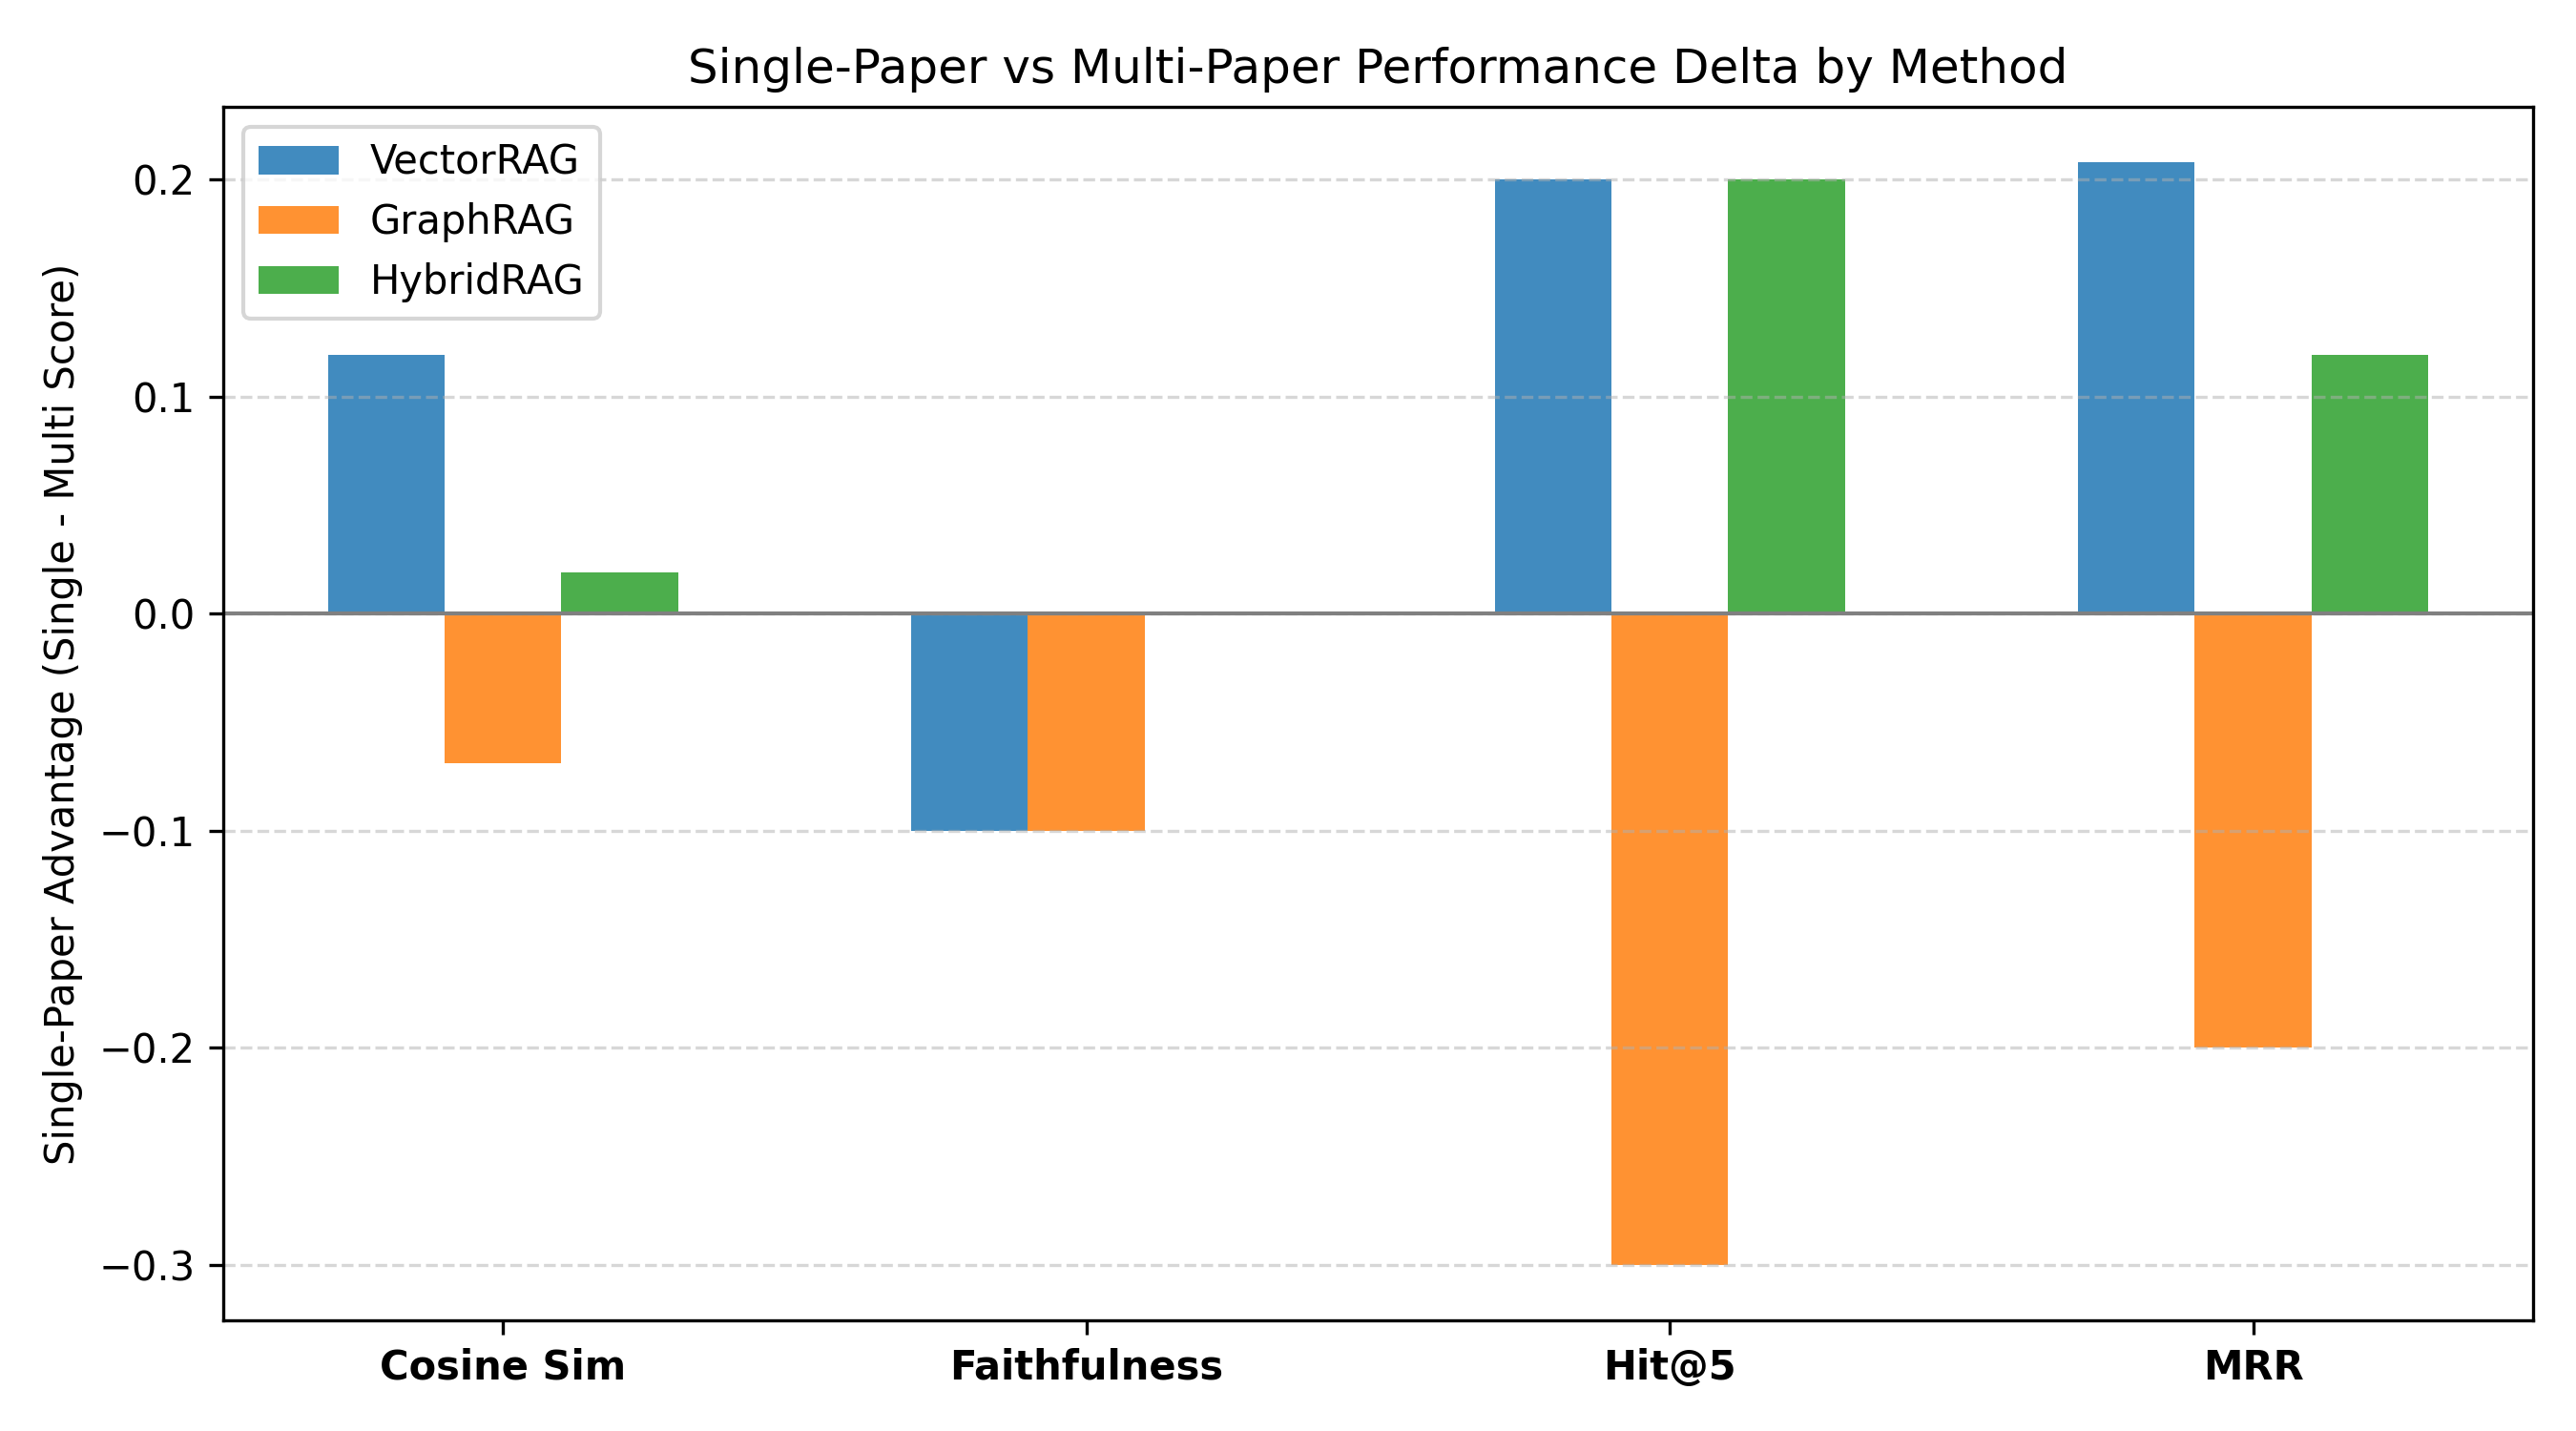 Single-Paper vs Multi-Paper Performance Delta by Method
VectorRAG
GraphRAG
HybridRAG
Single-Paper Advantage (Single - Multi Score)
0.2
0.1
0.0
−0.1
−0.2
−0.3
Cosine Sim
Faithfulness
Hit@5
MRR